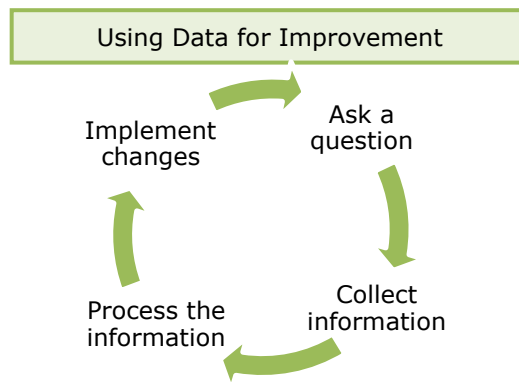 Using Data for Improvement
Ask a
question
Collect
information
Process the
information
Implement
changes